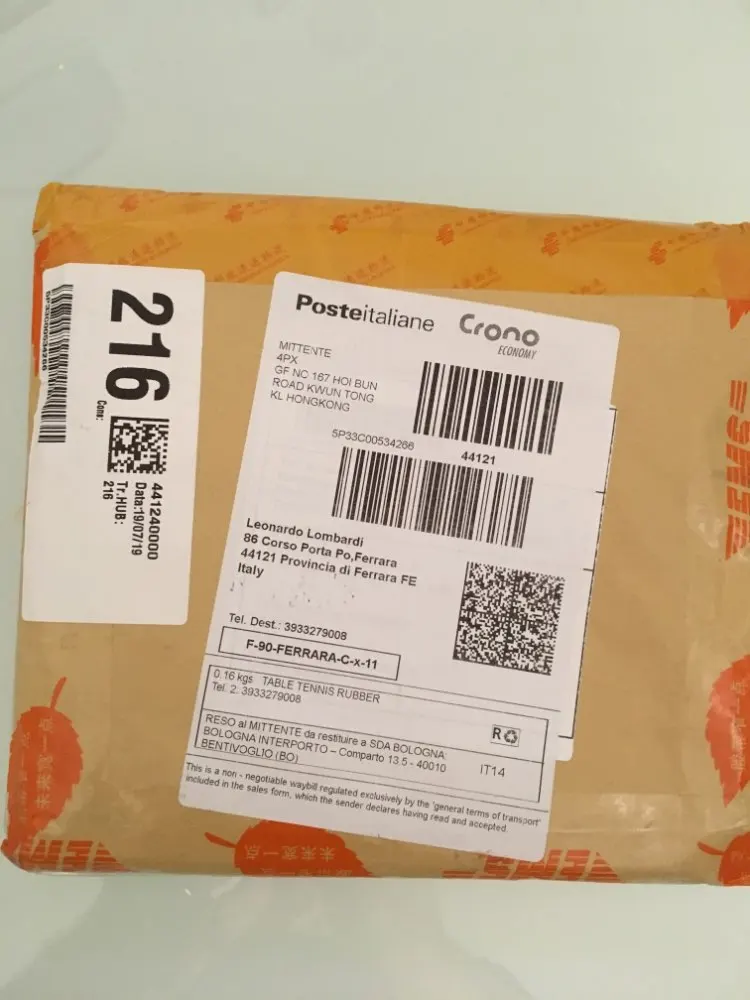 216
Cons:
441240000
Data:19/07/19
Tr.HUB:
216
Posteitaliane
Crono
ECONOMY
MITTENTE
4PX
GF NC 167 HOI BUN
ROAD KWUN TONG
KL HONGKONG
5P33C00534266
44121
Leonardo Lombardi
86 Corso Porta Po,Ferrara
44121 Provincia di Ferrara FE
Italy
Tel. Dest.: 3933279008
F-90-FERRARA-C-x-11
0.16 kgs TABLE TENNIS RUBBER
Tel. 2. 3933279008
R
RESO al MITTENTE da restituire a SDA BOLOGNA
BOLOGNA INTERPORTO – Comparto 13.5 - 40010
BENTIVOGLIO (BO)
IT14
This is a non - negotiable waybill regulated exclusively by the 'general terms of transport'
included in the sales form, which the sender declares having read and accepted.
EMS